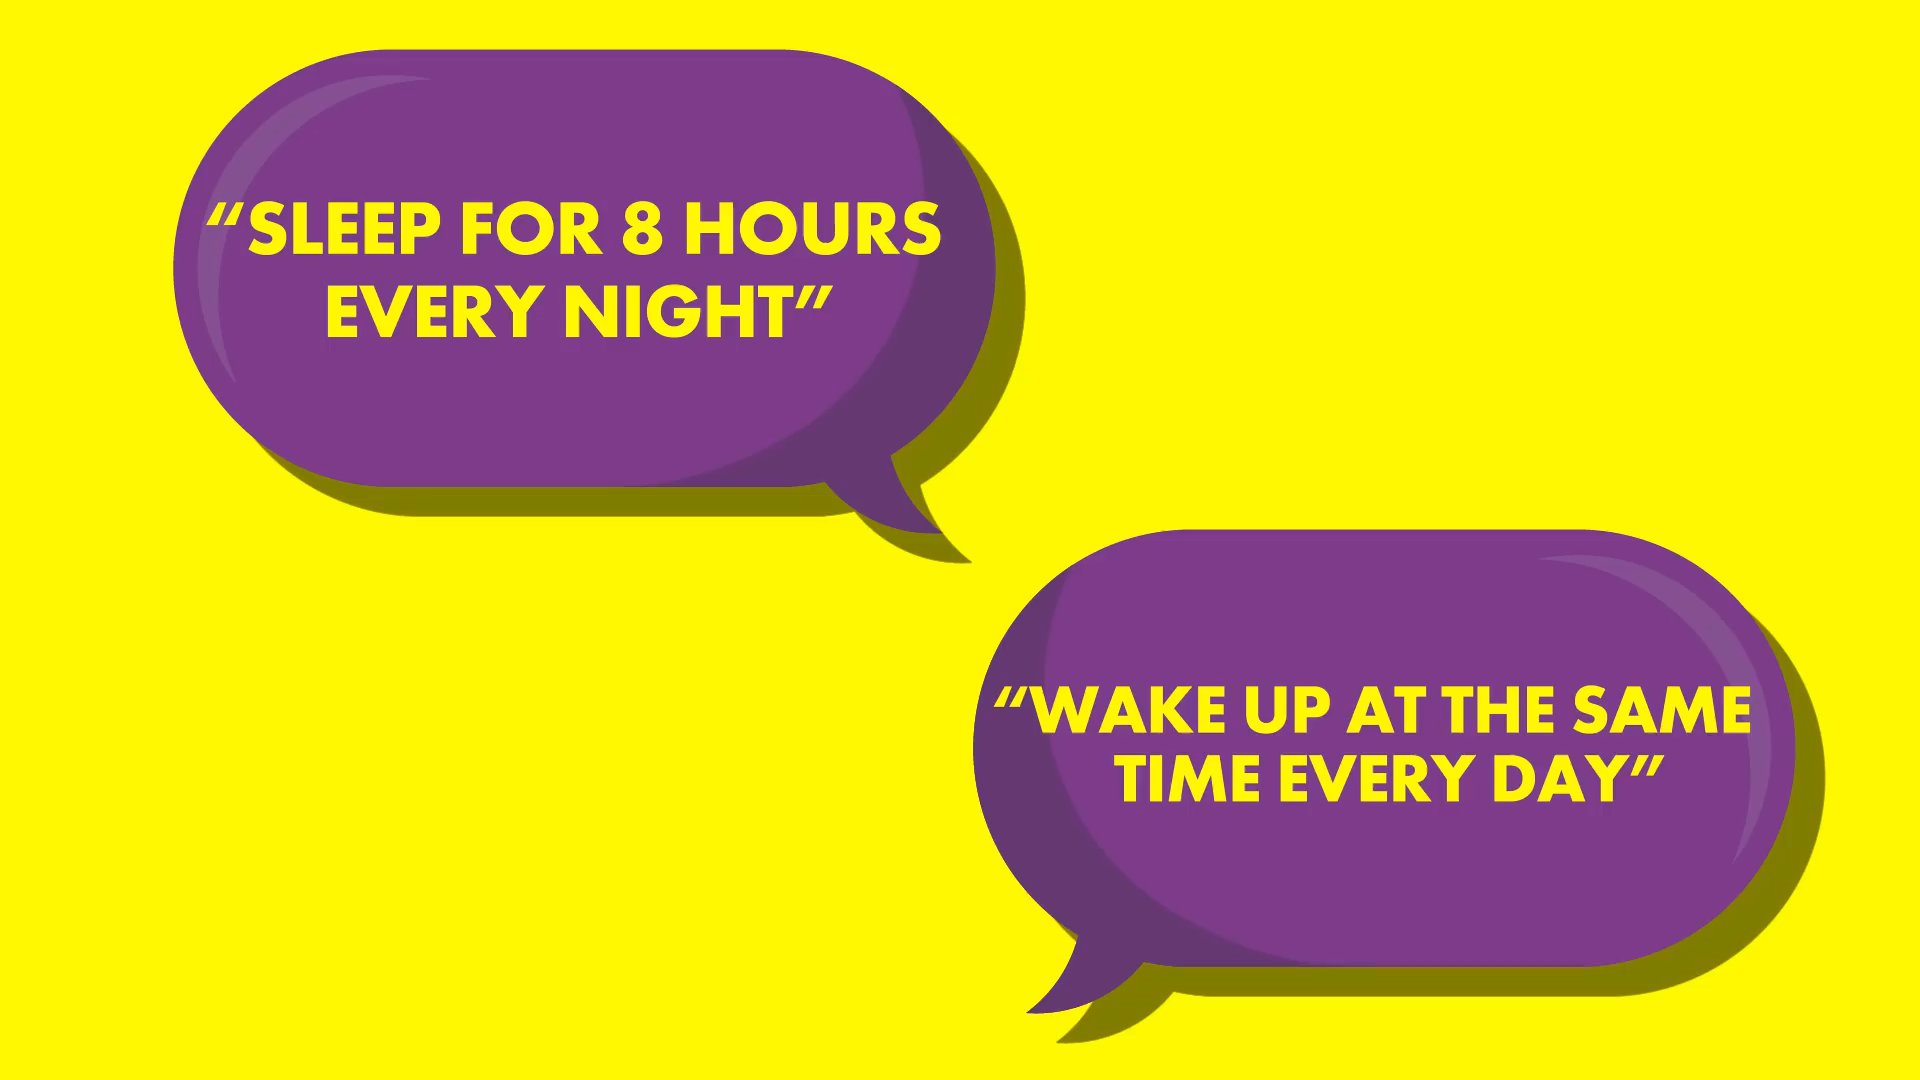 “SLEEP FOR 8 HOURS
EVERY NIGHT”
“WAKE UP AT THE SAME
TIME EVERY DAY”